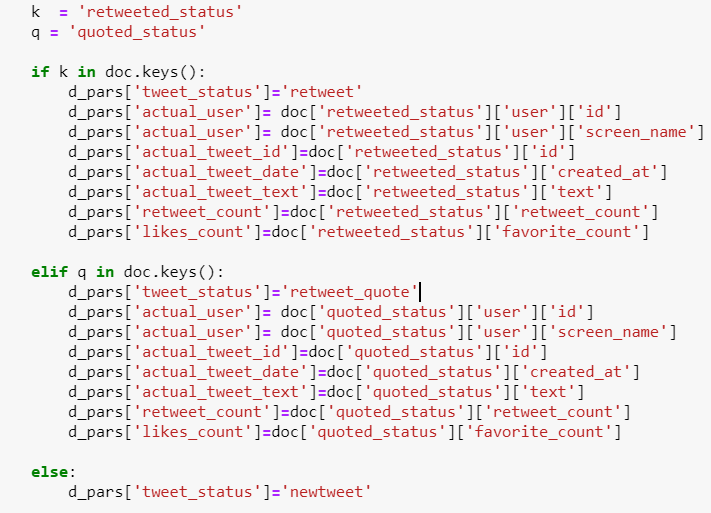 k  = 'retweeted_status'
q = 'quoted_status'

if k in doc.keys():
    d_pars['tweet_status']='retweet'
    d_pars['actual_user']= doc['retweeted_status']['user']['id']
    d_pars['actual_user']= doc['retweeted_status']['user']['screen_name']
    d_pars['actual_tweet_id']=doc['retweeted_status']['id']
    d_pars['actual_tweet_date']=doc['retweeted_status']['created_at']
    d_pars['actual_tweet_text']=doc['retweeted_status']['text']
    d_pars['retweet_count']=doc['retweeted_status']['retweet_count']
    d_pars['likes_count']=doc['retweeted_status']['favorite_count']

elif q in doc.keys():
    d_pars['tweet_status']='retweet_quote'
    d_pars['actual_user']= doc['quoted_status']['user']['id']
    d_pars['actual_user']= doc['quoted_status']['user']['screen_name']
    d_pars['actual_tweet_id']=doc['quoted_status']['id']
    d_pars['actual_tweet_date']=doc['quoted_status']['created_at']
    d_pars['actual_tweet_text']=doc['quoted_status']['text']
    d_pars['retweet_count']=doc['quoted_status']['retweet_count']
    d_pars['likes_count']=doc['quoted_status']['favorite_count']

else:
    d_pars['tweet_status']='newtweet'